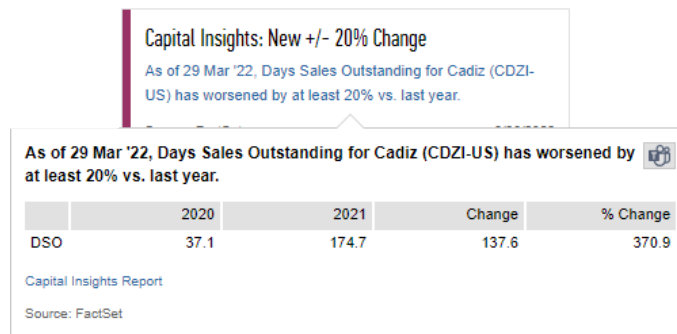 Capital Insights: New +/- 20% Change
As of 29 Mar '22, Days Sales Outstanding for Cadiz (CDZI-
US) has worsened by at least 20% vs. last year.
As of 29 Mar '22, Days Sales Outstanding for Cadiz (CDZI-US) has worsened by
at least 20% vs. last year.
2020 2021 Change % Change
DSO 37.1 174.7 137.6 370.9
Capital Insights Report
Source: FactSet